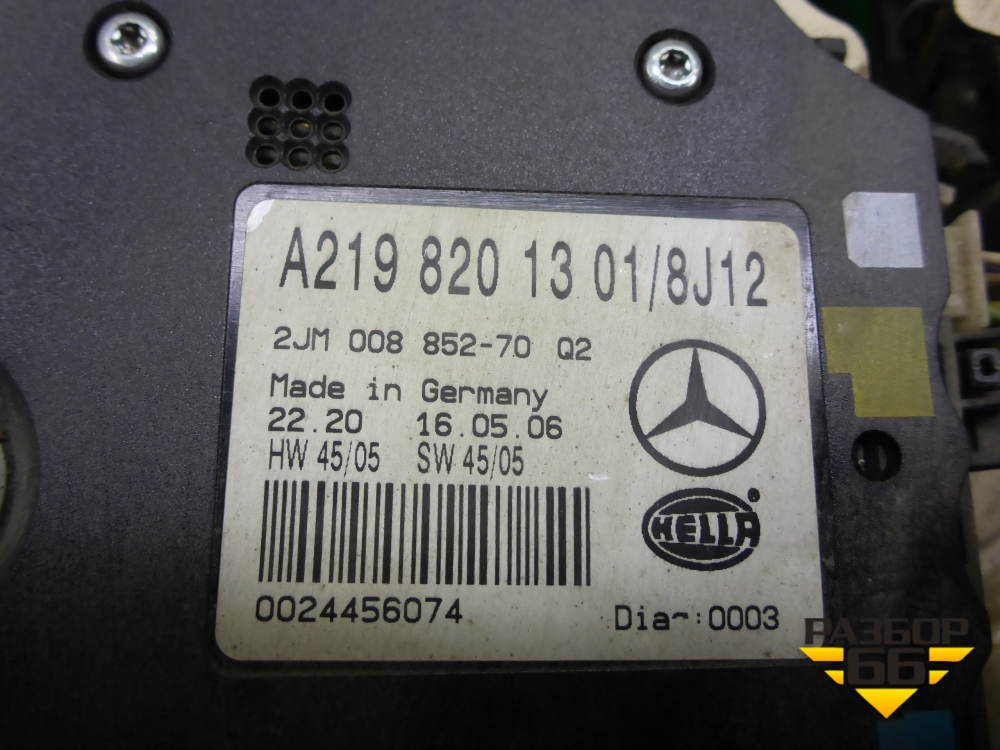 A219 820 13 01/8J12
2JM 008 852-70 Q2
Made in Germany
22.20 16.05.06
HW 45/05 SW 45/05
HELLA
®
0024456074
Dia~:0003
РАЗБОР
66